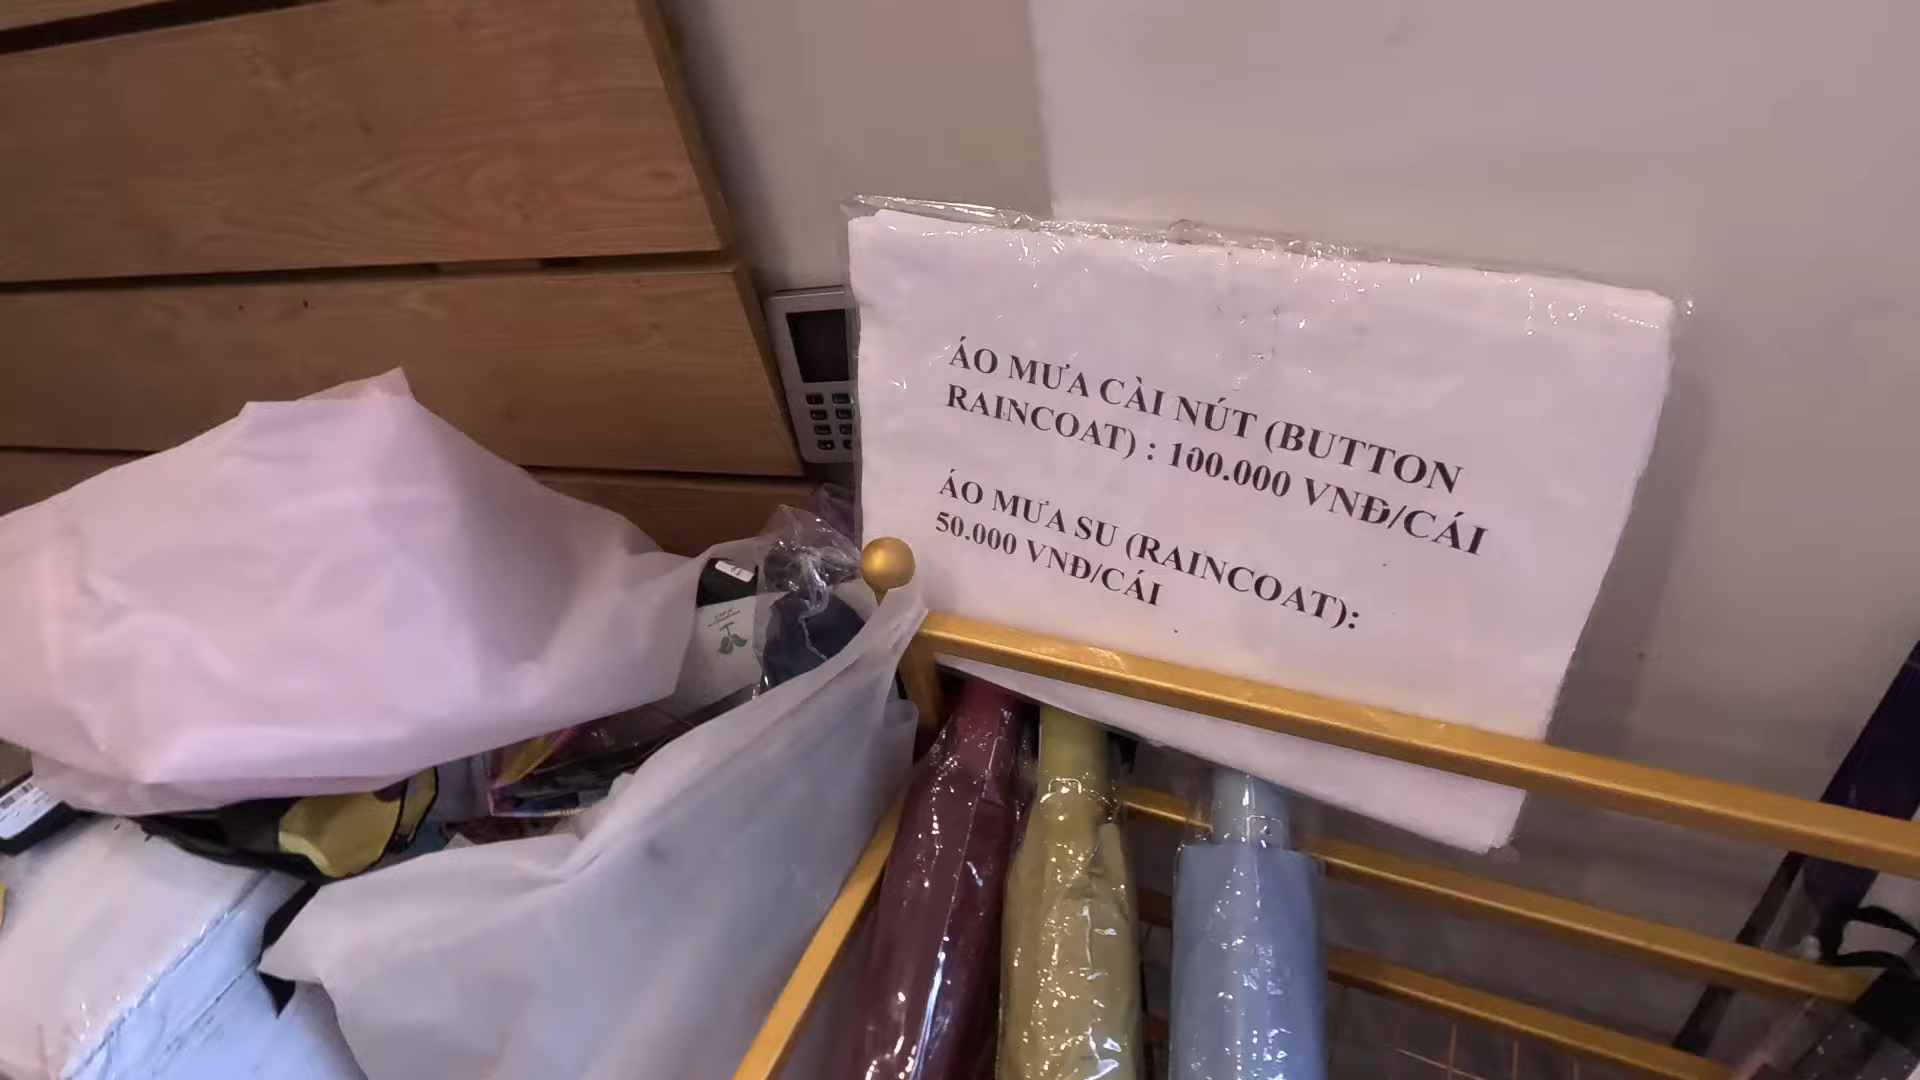 ÁO MƯA CÀI NÚT (BUTTON
RAINCOAT) : 100.000 VNĐ/CÁI
ÁO MƯA SU (RAINCOAT):
50.000 VNĐ/CÁI